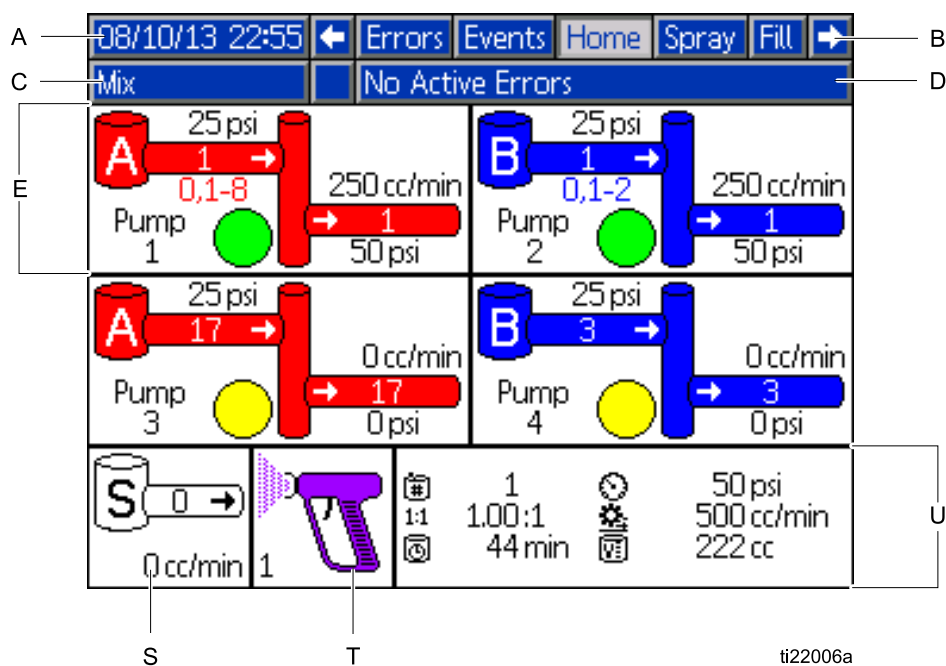 A
08/10/13 22:55 Errors Events Home Spray Fill
B
C
Mix No Active Errors
D
E
25 psi
A 1
0,1-8
250 cc/min
Pump
1
1
50 psi
25 psi
B 1
0,1-2
250 cc/min
Pump
2
1
50 psi
25 psi
A 17
0 cc/min
Pump
3
17
0 psi
25 psi
B 3
0 cc/min
Pump
4
3
0 psi
S 0
0 cc/min
1
# 1
1:1 1.00:1
44 min
50 psi
500 cc/min
VT 222 cc
U
S
T
ti22006a